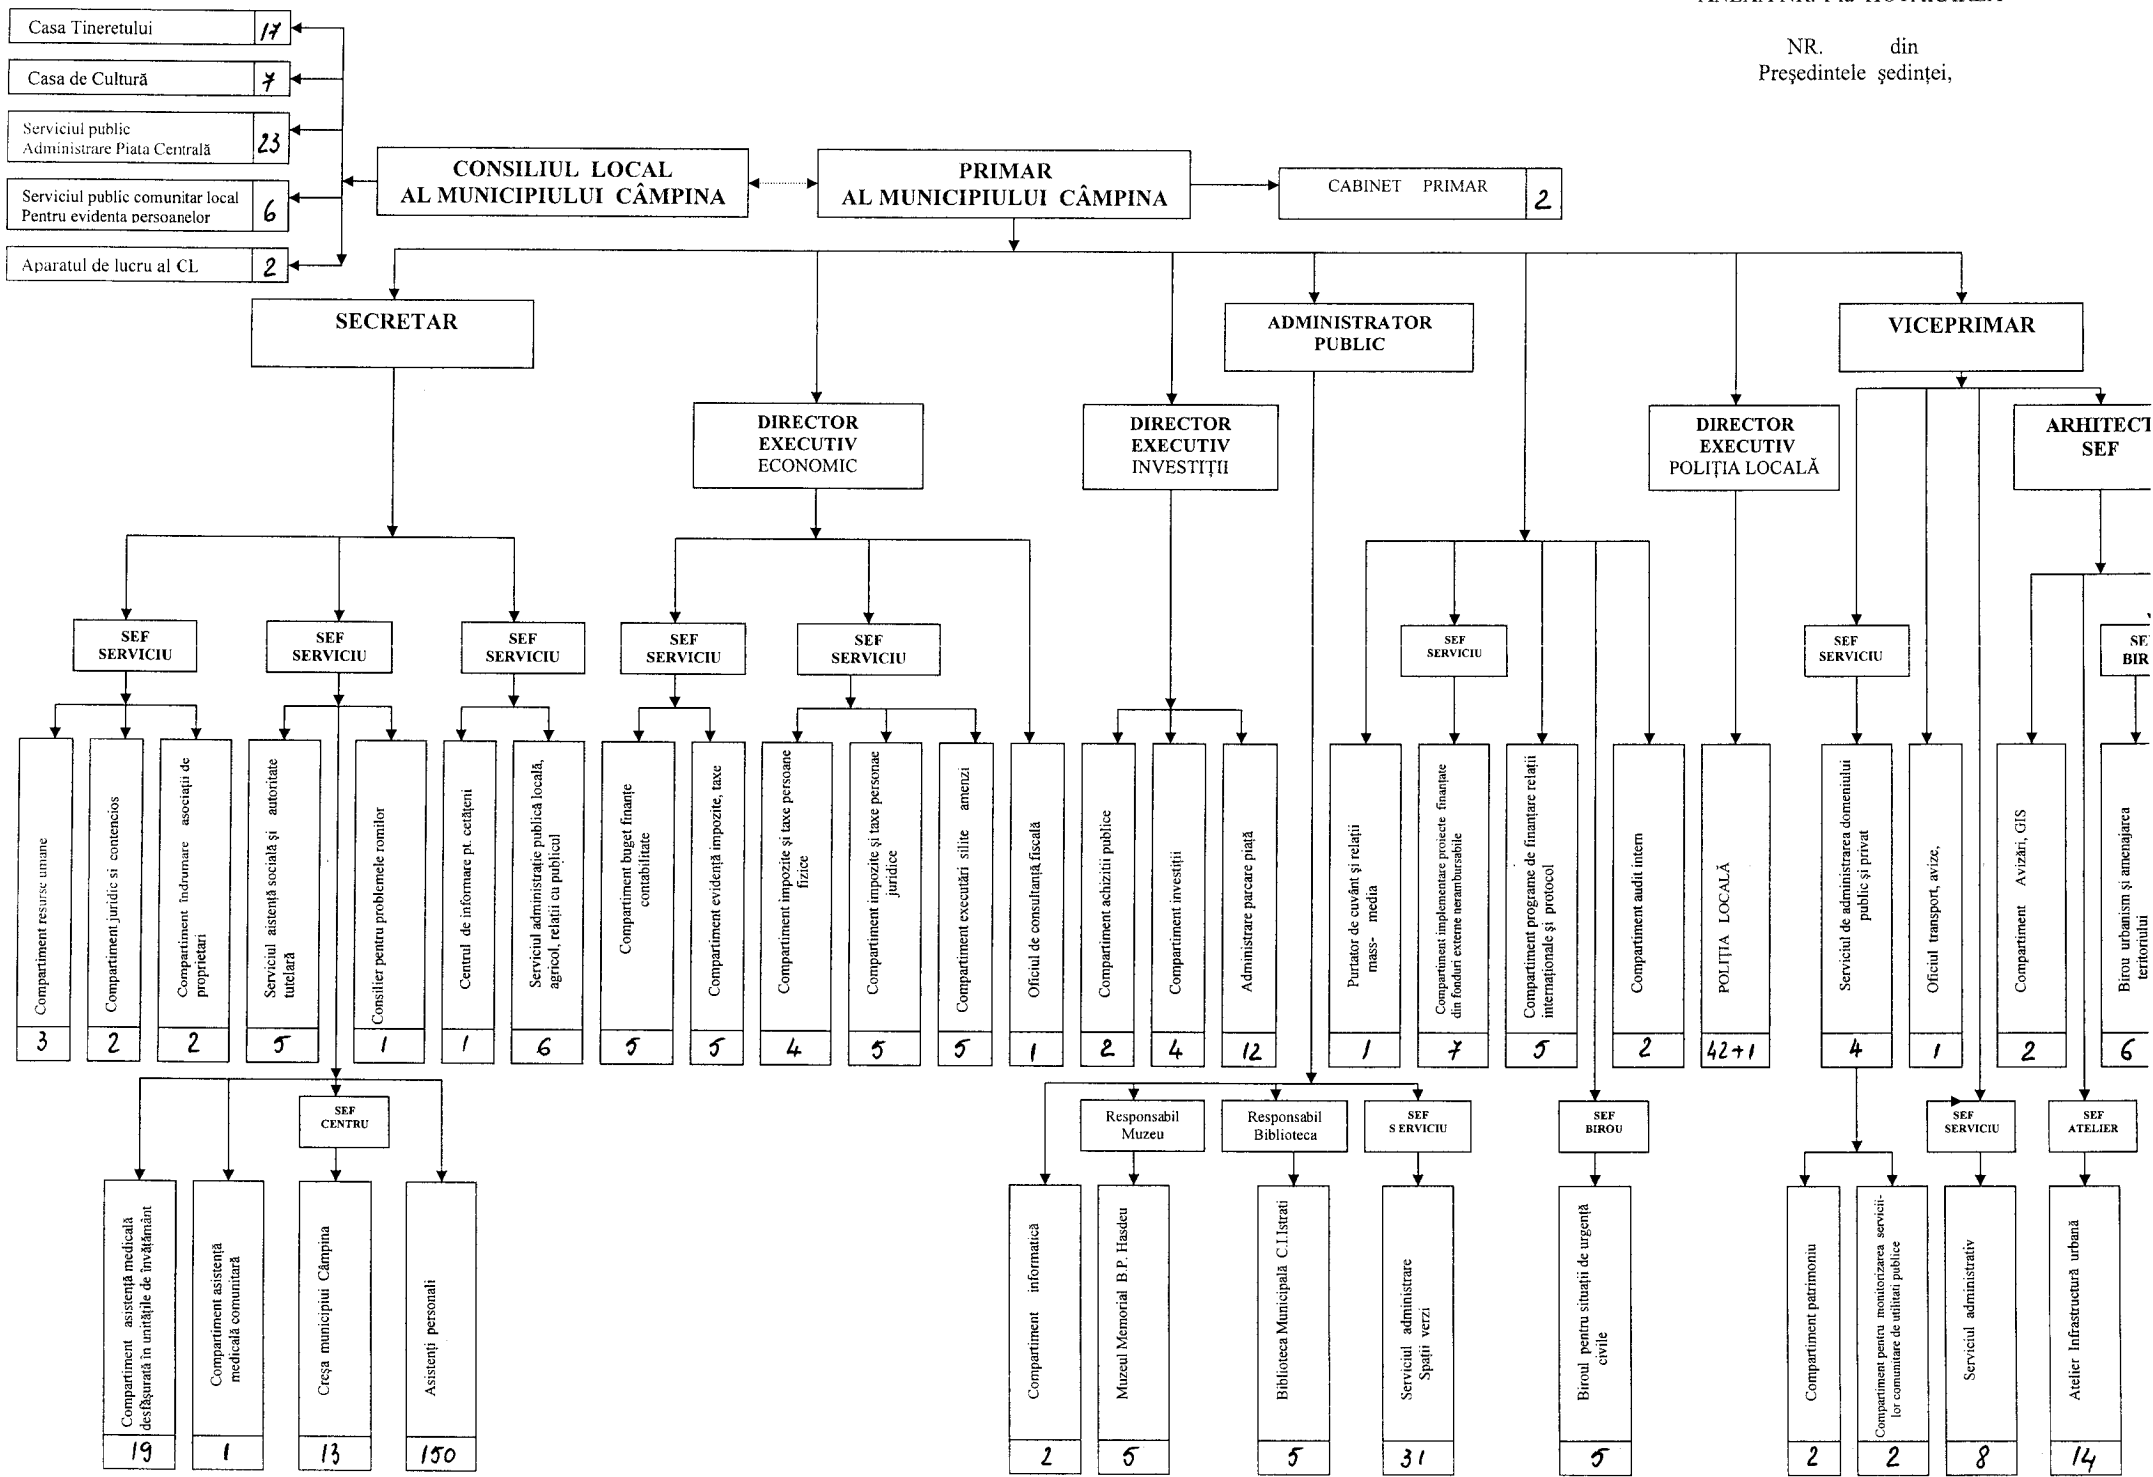 NR. din
Preşedintele şedinţei,
Casa Tineretului 17
Casa de Cultură 7
Serviciul public
Administrare Piata Centrală 23
Serviciul public comunitar local
Pentru evidenta persoanelor 6
Aparatul de lucru al CL 2
CONSILIUL LOCAL
AL MUNICIPIULUI CÂMPINA
PRIMAR
AL MUNICIPIULUI CÂMPINA
CABINET PRIMAR 2
SECRETAR
ADMINISTRATOR
PUBLIC
VICEPRIMAR
DIRECTOR
EXECUTIV
ECONOMIC
DIRECTOR
EXECUTIV
INVESTIŢII
DIRECTOR
EXECUTIV
POLIŢIA LOCALĂ
ARHITECT
SEF
SEF
SERVICIU
SEF
SERVICIU
SEF
SERVICIU
SEF
SERVICIU
SEF
SERVICIU
SEF
SERVICIU
SEF
SERVICIU
Compartiment resurse umane
3
Compartiment juridic si contencios
2
Compartiment îndrumare asociaţii de
proprietari
2
Serviciul asistenţă socială şi autoritate
tutelară
5
Consilier pentru problemele romilor
1
Centrul de informare pt. cetăţeni
1
Serviciul administraţie publică locală,
agricol, relaţii cu publicul
6
Compartiment buget finanţe
contabilitate
5
Compartiment evidenţă impozite, taxe
5
Compartiment impozite şi taxe persoane
fizice
4
Compartiment impozite şi taxe personae
juridice
5
Compartiment executări silite amenzi
5
Oficiul de consultanţă fiscală
1
Compartiment achizitii publice
2
Compartiment investiţii
4
Administrare parcare piaţă
12
Purtator de cuvânt şi relaţii
mass- media
1
Compartiment implementare proiecte finanţate
din fonduri externe nerambursabile
7
Compartiment programe de finanţare relaţii
internaţionale şi protocol
5
Compartiment audit intern
2
POLIŢIA LOCALĂ
42+1
Serviciul de administrarea domeniului
public şi privat
4
Oficiul transport, avize,
1
Compartiment Avizări, GIS
2
Birou urbanism şi amenajarea
teritoriului
6
SEF
CENTRU
Responsabil
Muzeu
Responsabil
Biblioteca
SEF
S ERVICIU
SEF
BIROU
SEF
SERVICIU
SEF
ATELIER
Compartiment asistenţă medicală
desfăşurată în unităţile de învăţământ
19
Compartiment asistenţă
medicală comunitară
1
Creşa municipiui Câmpina
13
Asistenţi personali
150
Compartiment informatică
2
Muzeul Memorial B.P. Hasdeu
5
Biblioteca Municipală C.I.Istrati
5
Serviciul administrare
Spaţii verzi
31
Biroul pentru situaţii de urgenţă
civile
5
Compartiment patrimoniu
2
Compartiment pentru monitorizarea servicii-
lor comunitare de utilitati publice
2
Serviciul administrativ
8
Atelier Infrastructură urbană
14